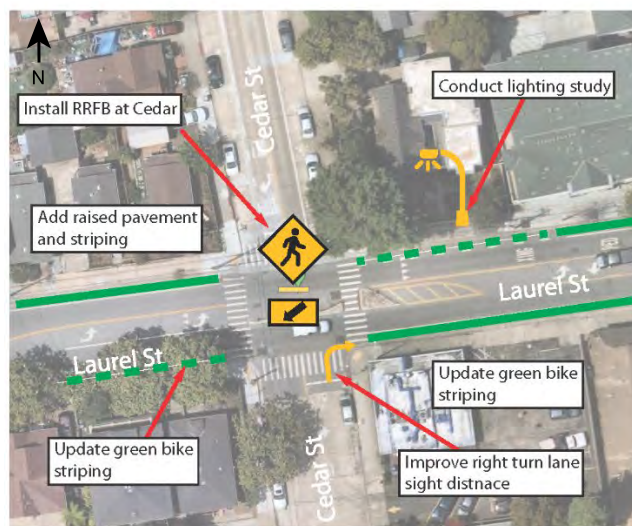 N
Install RRFB at Cedar
Cedar St
Conduct lighting study
Add raised pavement
and striping
Laurel St
Laurel St
Update green bike
striping
Update green bike
striping
Cedar St
Improve right turn lane
sight distnace